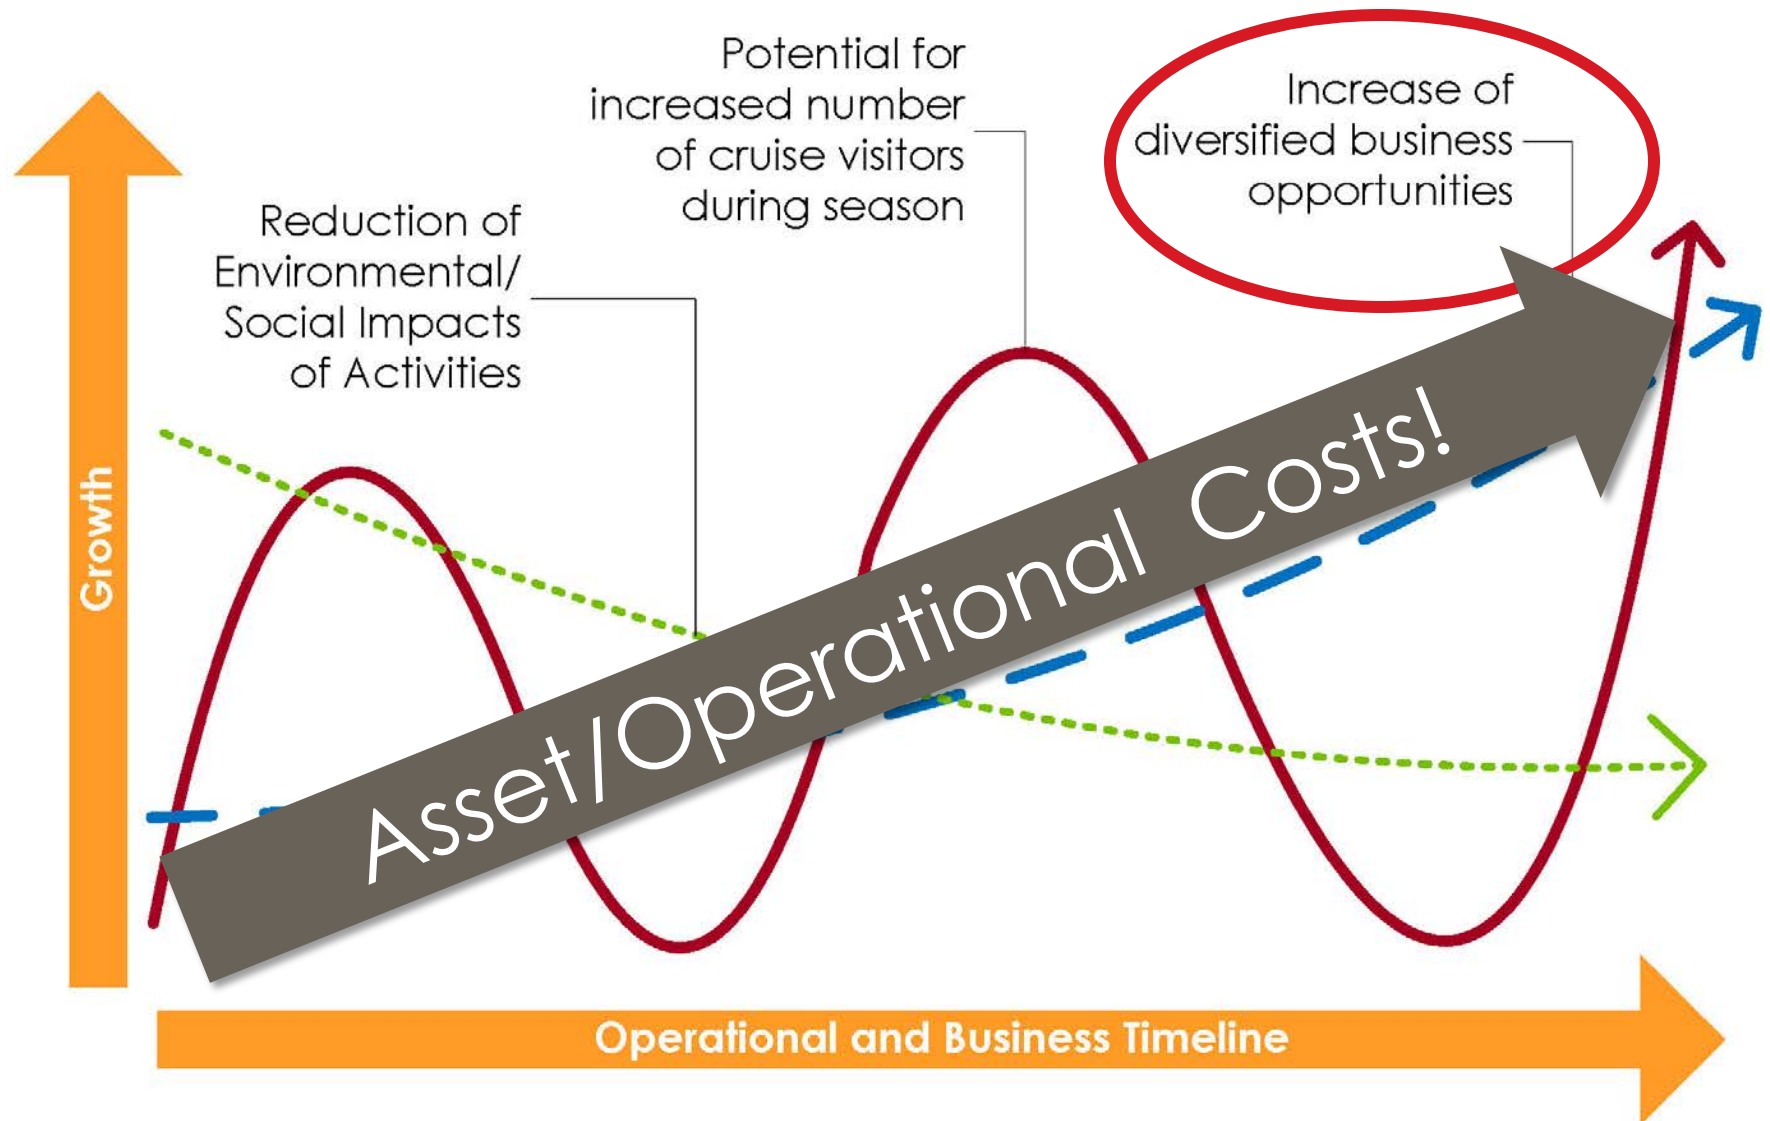 Potential for
increased number
of cruise visitors
during season
Increase of
diversified business
opportunities
Reduction of
Environmental/
Social Impacts
of Activities
Growth
Asset/Operational Costs!
Operational and Business Timeline